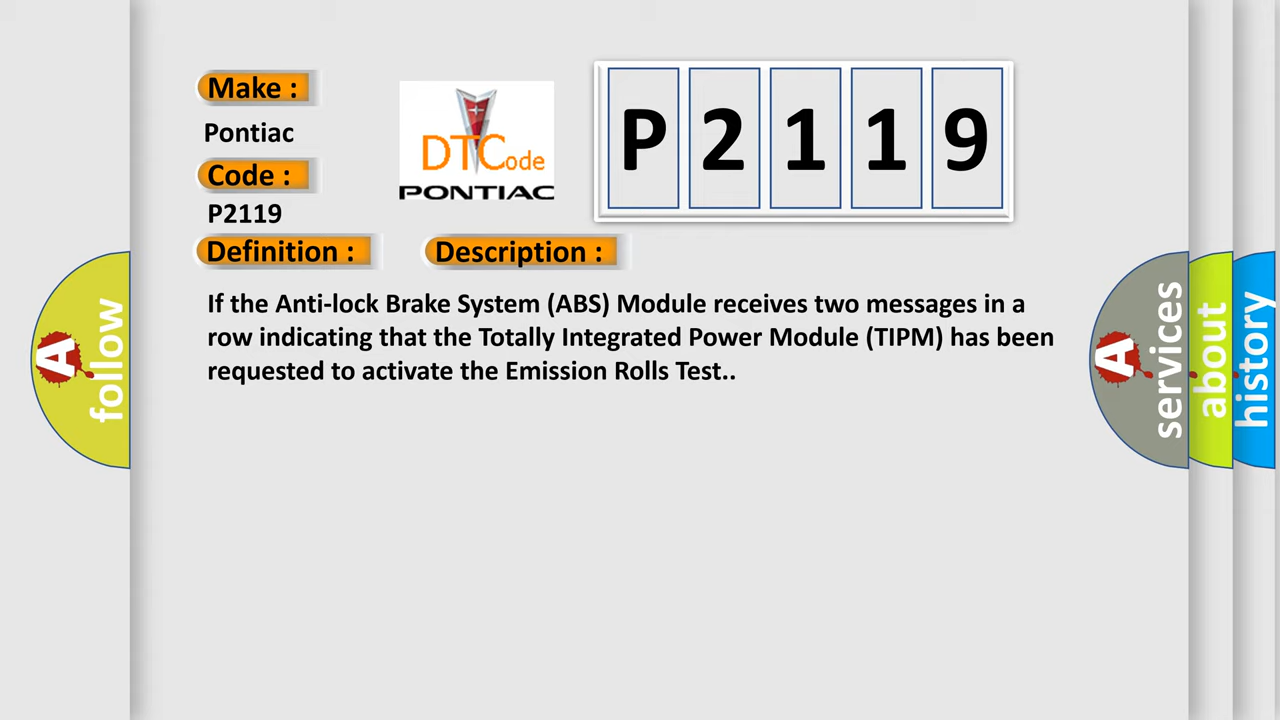 Make :
Pontiac
Code :
P2119
DTCode
PONTIAC
P 2 1 1 9
Definition :
Description :
If the Anti-lock Brake System (ABS) Module receives two messages in a
row indicating that the Totally Integrated Power Module (TIPM) has been
requested to activate the Emission Rolls Test..
A follow
A services
about
history